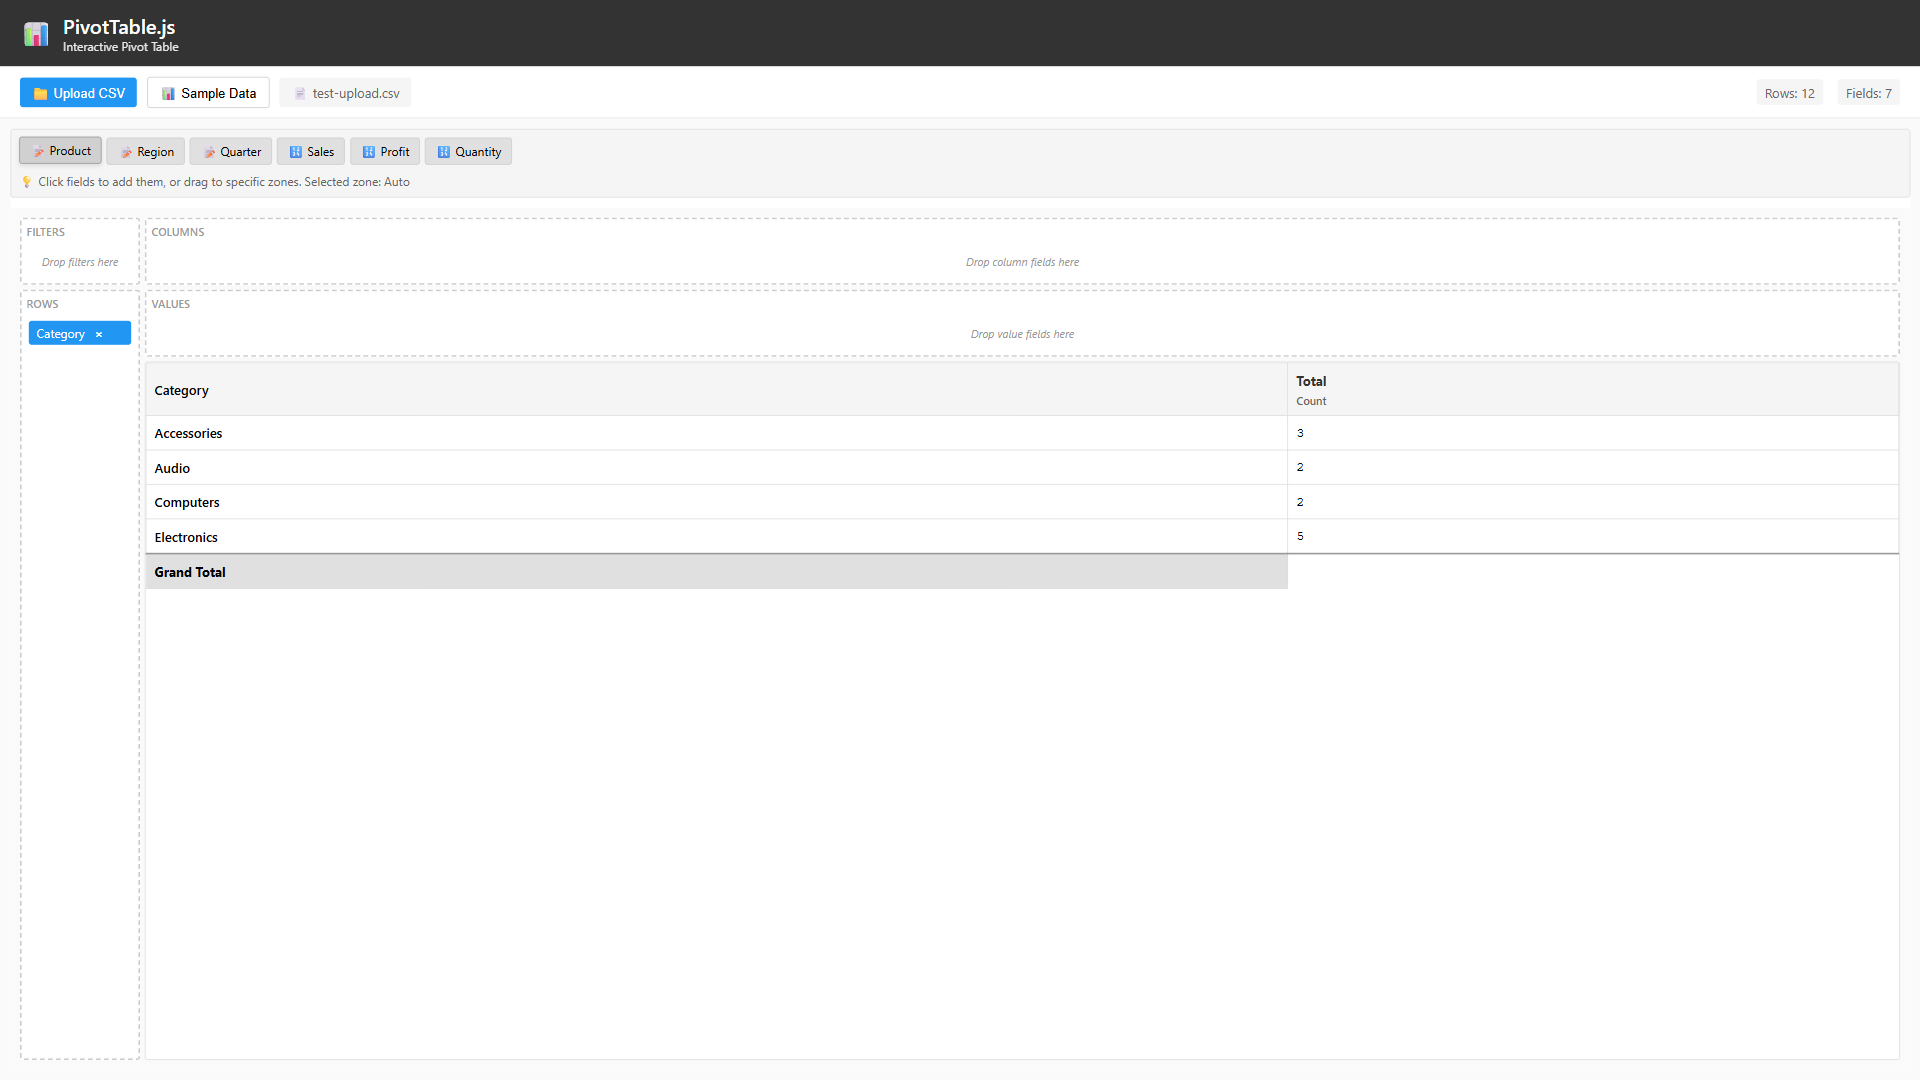 PivotTable.js
Interactive Pivot Table
Upload CSV
Sample Data
test-upload.csv
Rows: 12
Fields: 7
Product
Region
Quarter
Sales
Profit
Quantity
Click fields to add them, or drag to specific zones. Selected zone: Auto
FILTERS
Drop filters here
COLUMNS
Drop column fields here
ROWS
Category ×
VALUES
Drop value fields here
Category
Total
Count
Accessories 3
Audio 2
Computers 2
Electronics 5
Grand Total